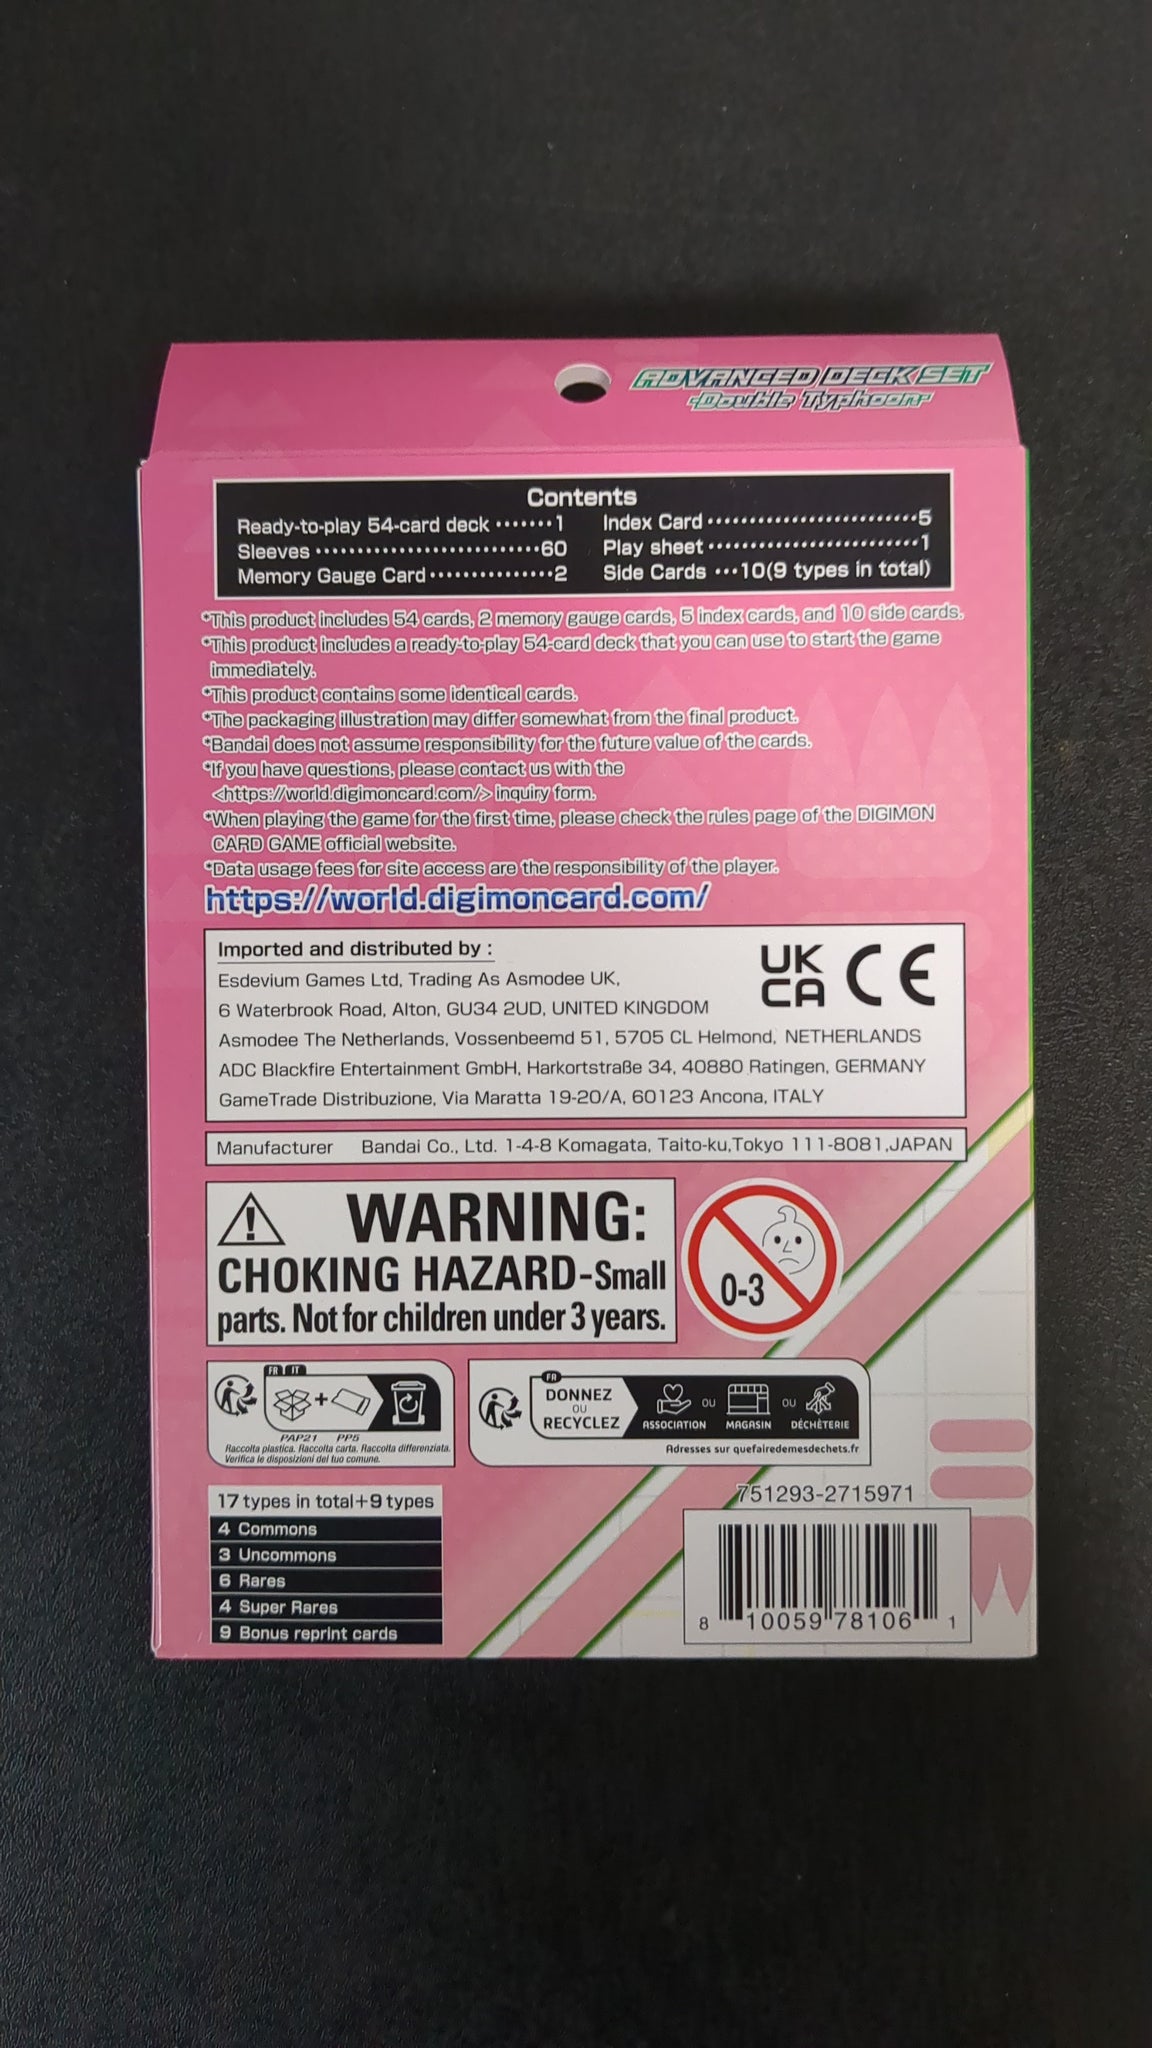 ADVANCED DECK SET
-Double Typhoon-
Contents
Ready-to-play 54-card deck ·······1
Sleeves ····························60
Memory Gauge Card···············2
Index Card ··························5
Play sheet ··························1
Side Cards ···10(9 types in total)
*This product includes 54 cards, 2 memory gauge cards, 5 index cards, and 10 side cards.
*This product includes a ready-to-play 54-card deck that you can use to start the game
immediately.
*This product contains some identical cards.
*The packaging illustration may differ somewhat from the final product.
*Bandai does not assume responsibility for the future value of the cards.
*If you have questions, please contact us with the
<https://world.digimoncard.com/> inquiry form.
*When playing the game for the first time, please check the rules page of the DIGIMON
CARD GAME official website.
*Data usage fees for site access are the responsibility of the player.
https://world.digimoncard.com/
Imported and distributed by :
Esdevium Games Ltd, Trading As Asmodee UK,
6 Waterbrook Road, Alton, GU34 2UD, UNITED KINGDOM
Asmodee The Netherlands, Vossenbeemd 51, 5705 CL Helmond, NETHERLANDS
ADC Blackfire Entertainment GmbH, Harkortstraße 34, 40880 Ratingen, GERMANY
GameTrade Distribuzione, Via Maratta 19-20/A, 60123 Ancona, ITALY
UK
CA
CE
Manufacturer Bandai Co., Ltd. 1-4-8 Komagata, Taito-ku,Tokyo 111-8081,JAPAN
WARNING:
CHOKING HAZARD-Small
parts. Not for children under 3 years.
0-3
FR IT
+
PAP21 PP5
Raccolta plastica. Raccolta carta. Raccolta differenziata.
Verifica le disposizioni del tuo comune.
FR
DONNEZ
OU
RECYCLEZ
ASSOCIATION OU MAGASIN OU DÉCHÈTERIE
Adresses sur quefairedemesdechets.fr
17 types in total+9 types
4 Commons
3 Uncommons
6 Rares
4 Super Rares
9 Bonus reprint cards
751293-2715971
8 10059 78106 1